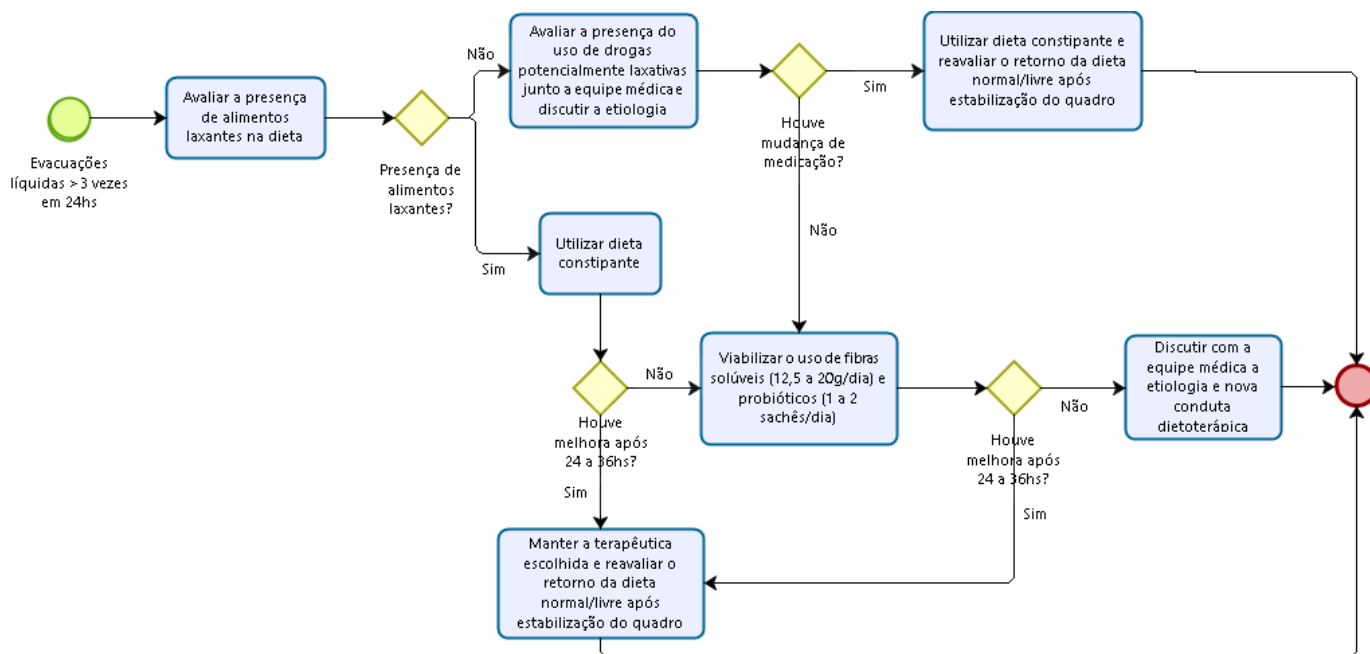 Evacuações
líquidas >3 vezes
em 24hs
Avaliar a presença
de alimentos
laxantes na dieta
Presença de
alimentos
laxantes?
Não
Avaliar a presença do
uso de drogas
potencialmente laxativas
junto a equipe médica e
discutir a etiologia
Houve
mudança de
medicação?
Sim
Utilizar dieta constipante e
reavaliar o retorno da dieta
normal/livre após
estabilização do quadro
Não
Sim
Utilizar dieta
constipante
Houve
melhora após
24 a 36hs?
Não
Viabilizar o uso de fibras
solúveis (12,5 a 20g/dia) e
probióticos (1 a 2
sachês/dia)
Houve
melhora após
24 a 36hs?
Não
Discutir com a
equipe médica a
etiologia e nova
conduta
dietoterápica
Sim
Sim
Manter a terapêutica
escolhida e reavaliar o
retorno da dieta
normal/livre após
estabilização do quadro